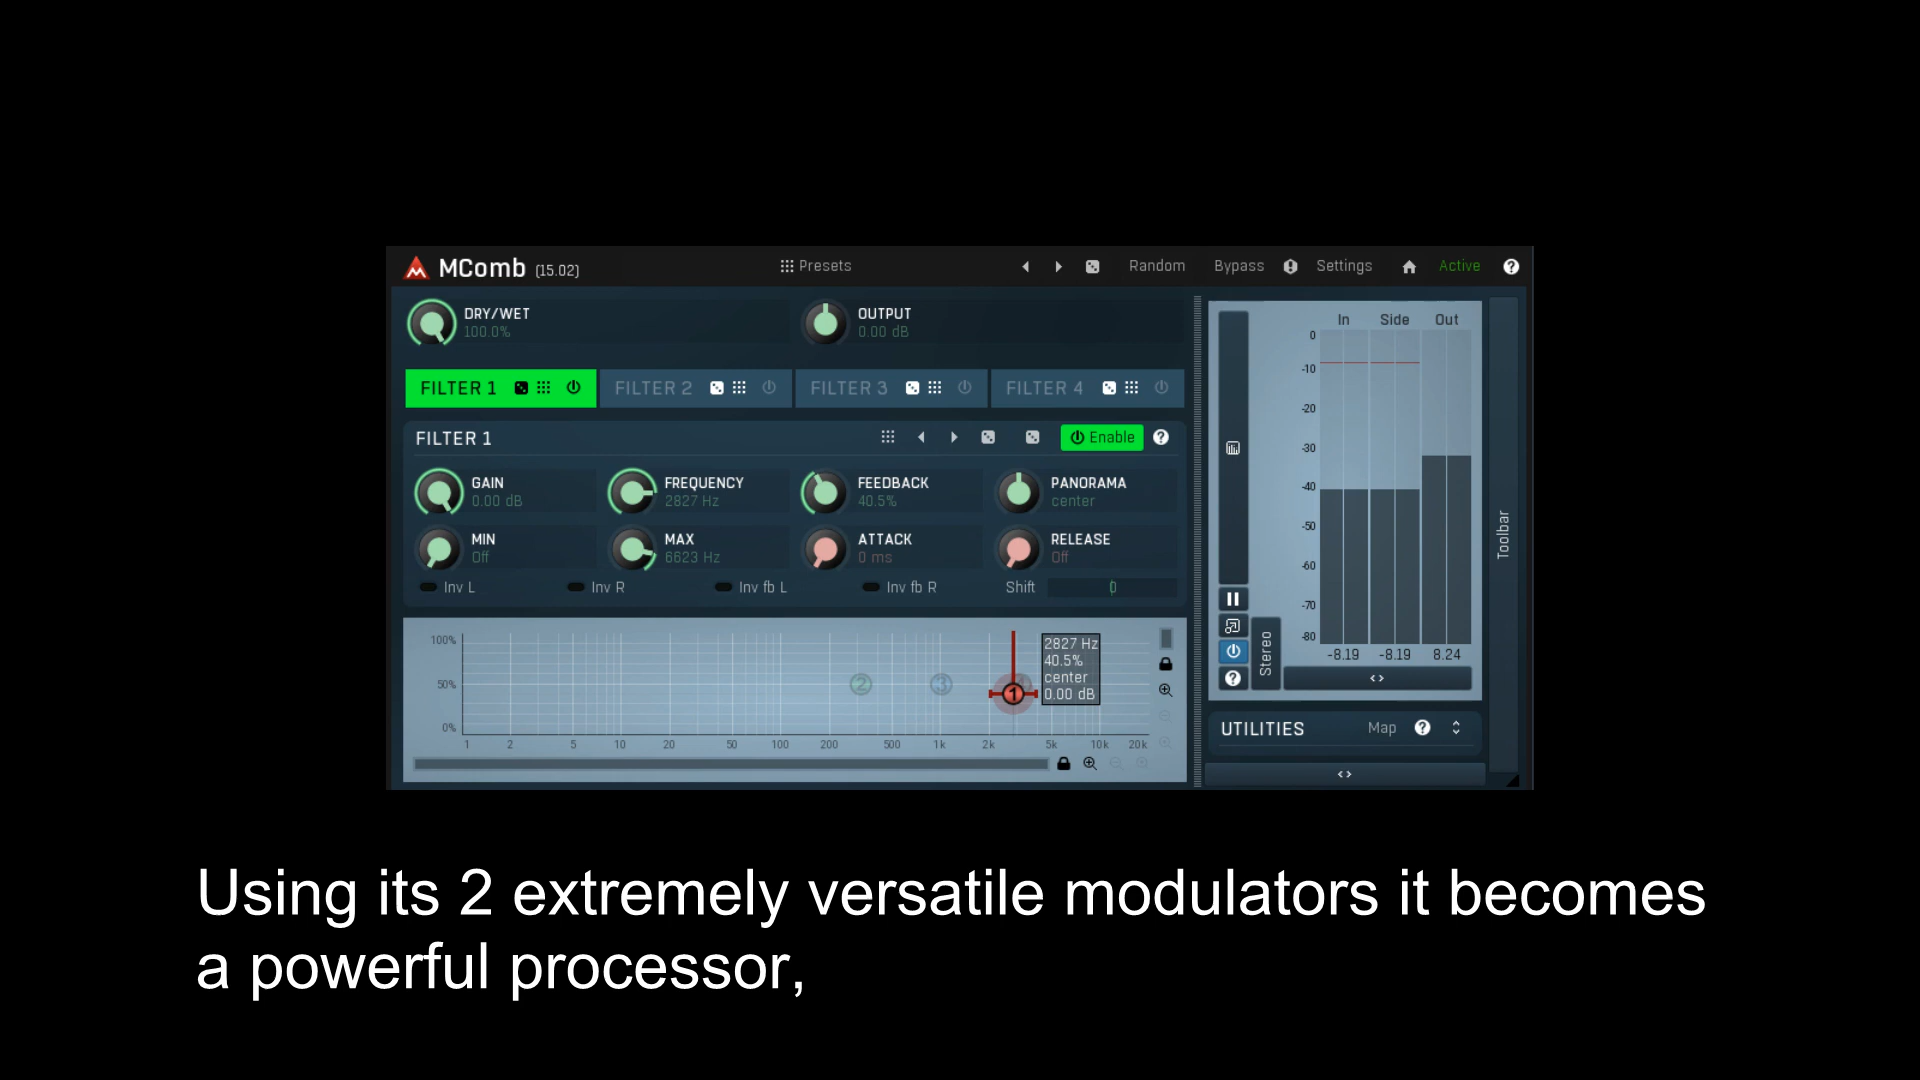 MComb (15.02)
Presets
Random
Bypass
Settings
Active
?
DRY/WET
100.0%
OUTPUT
0.00 dB
FILTER 1
FILTER 2
FILTER 3
FILTER 4
FILTER 1
Enable
?
GAIN
0.00 dB
FREQUENCY
2827 Hz
FEEDBACK
40.5%
PANORAMA
center
MIN
Off
MAX
6623 Hz
ATTACK
0 ms
RELEASE
Off
Inv L
Inv R
Inv fb L
Inv fb R
Shift
0
100%
50%
0%
2
3
1
2827 Hz
40.5%
center
0.00 dB
1 2 5 10 20 50 100 200 500 1k 2k 5k 10k 20k
In Side Out
0
-10
-20
-30
-40
-50
-60
-70
-80
-8.19 -8.19 8.24
Stereo
?
Toolbar
UTILITIES
Map
?
Using its 2 extremely versatile modulators it becomes
a powerful processor,